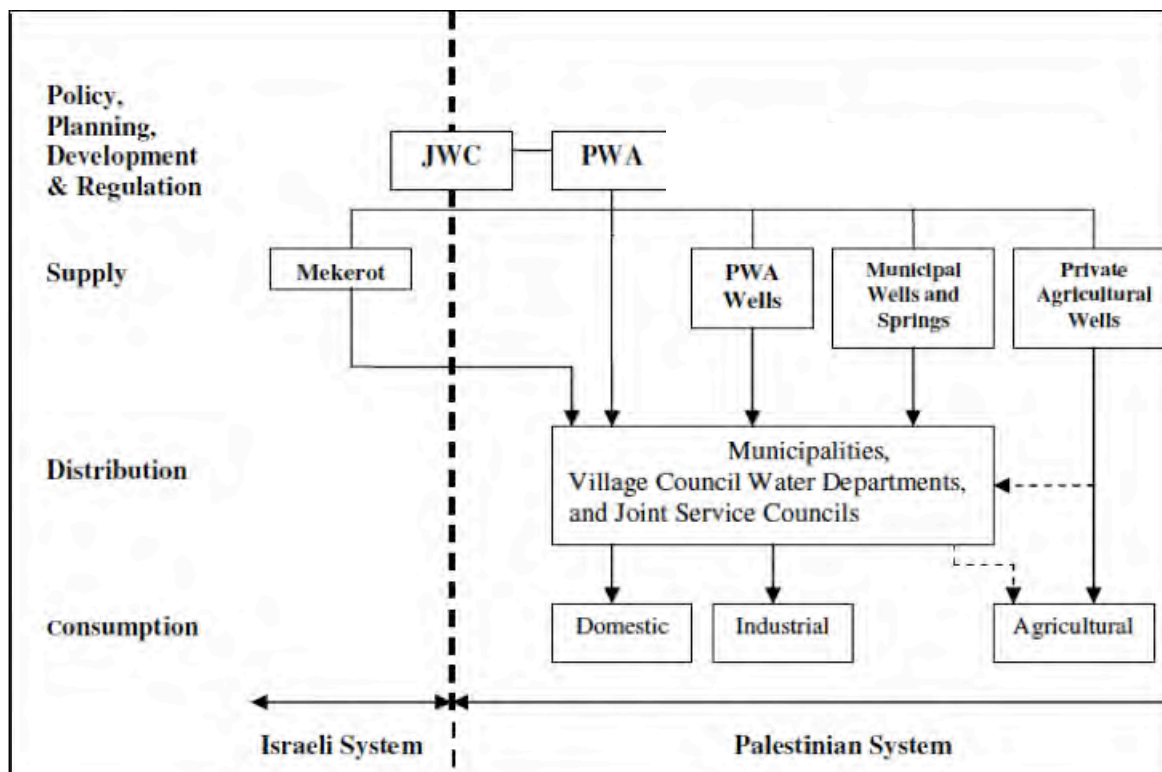 Policy,
Planning,
Development
& Regulation
JWC
PWA
Supply
Mekerot
PWA
Wells
Municipal
Wells and
Springs
Private
Agricultural
Wells
Distribution
Municipalities,
Village Council Water Departments,
and Joint Service Councils
Consumption
Domestic
Industrial
Agricultural
Israeli System
Palestinian System